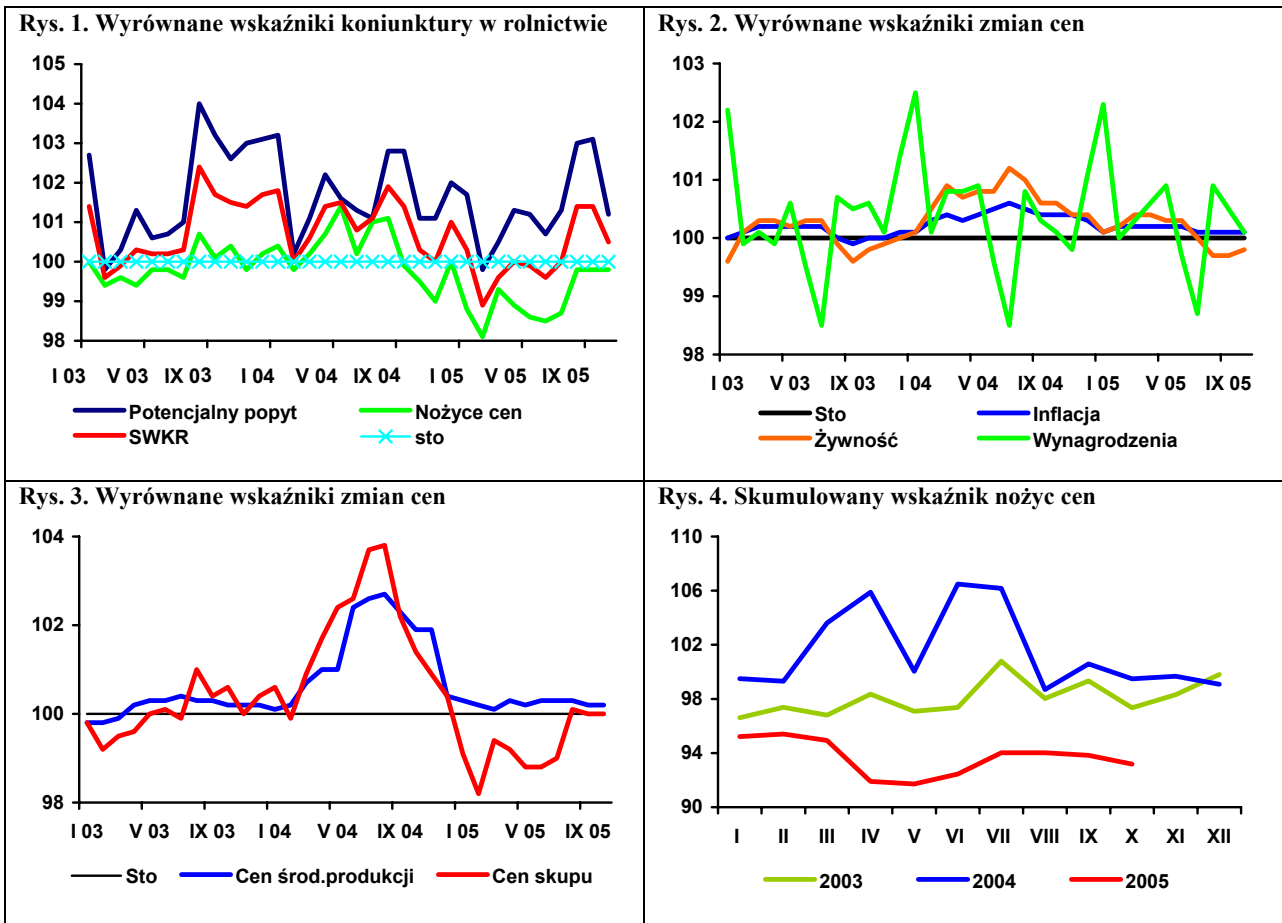 Rys. 1. Wyrównane wskaźniki koniunktury w rolnictwie
105
104
103
102
101
100
99
98
I 03 V 03 IX 03 I 04 V 04 IX 04 I 05 V 05 IX 05
Potencjalny popyt Nożyce cen
SWKR sto
Rys. 2. Wyrównane wskaźniki zmian cen
103
102
101
100
99
98
I 03 V 03 IX 03 I 04 V 04 IX 04 I 05 V 05 IX 05
Sto Inflacja
Żywność Wynagrodzenia
Rys. 3. Wyrównane wskaźniki zmian cen
104
102
100
98
I 03 V 03 IX 03 I 04 V 04 IX 04 I 05 V 05 IX 05
Sto Cen środ.produkcji Cen skupu
Rys. 4. Skumulowany wskaźnik nożyc cen
110
106
102
98
94
90
I II III IV V VI VII VIII IX X XI XII
2003 2004 2005